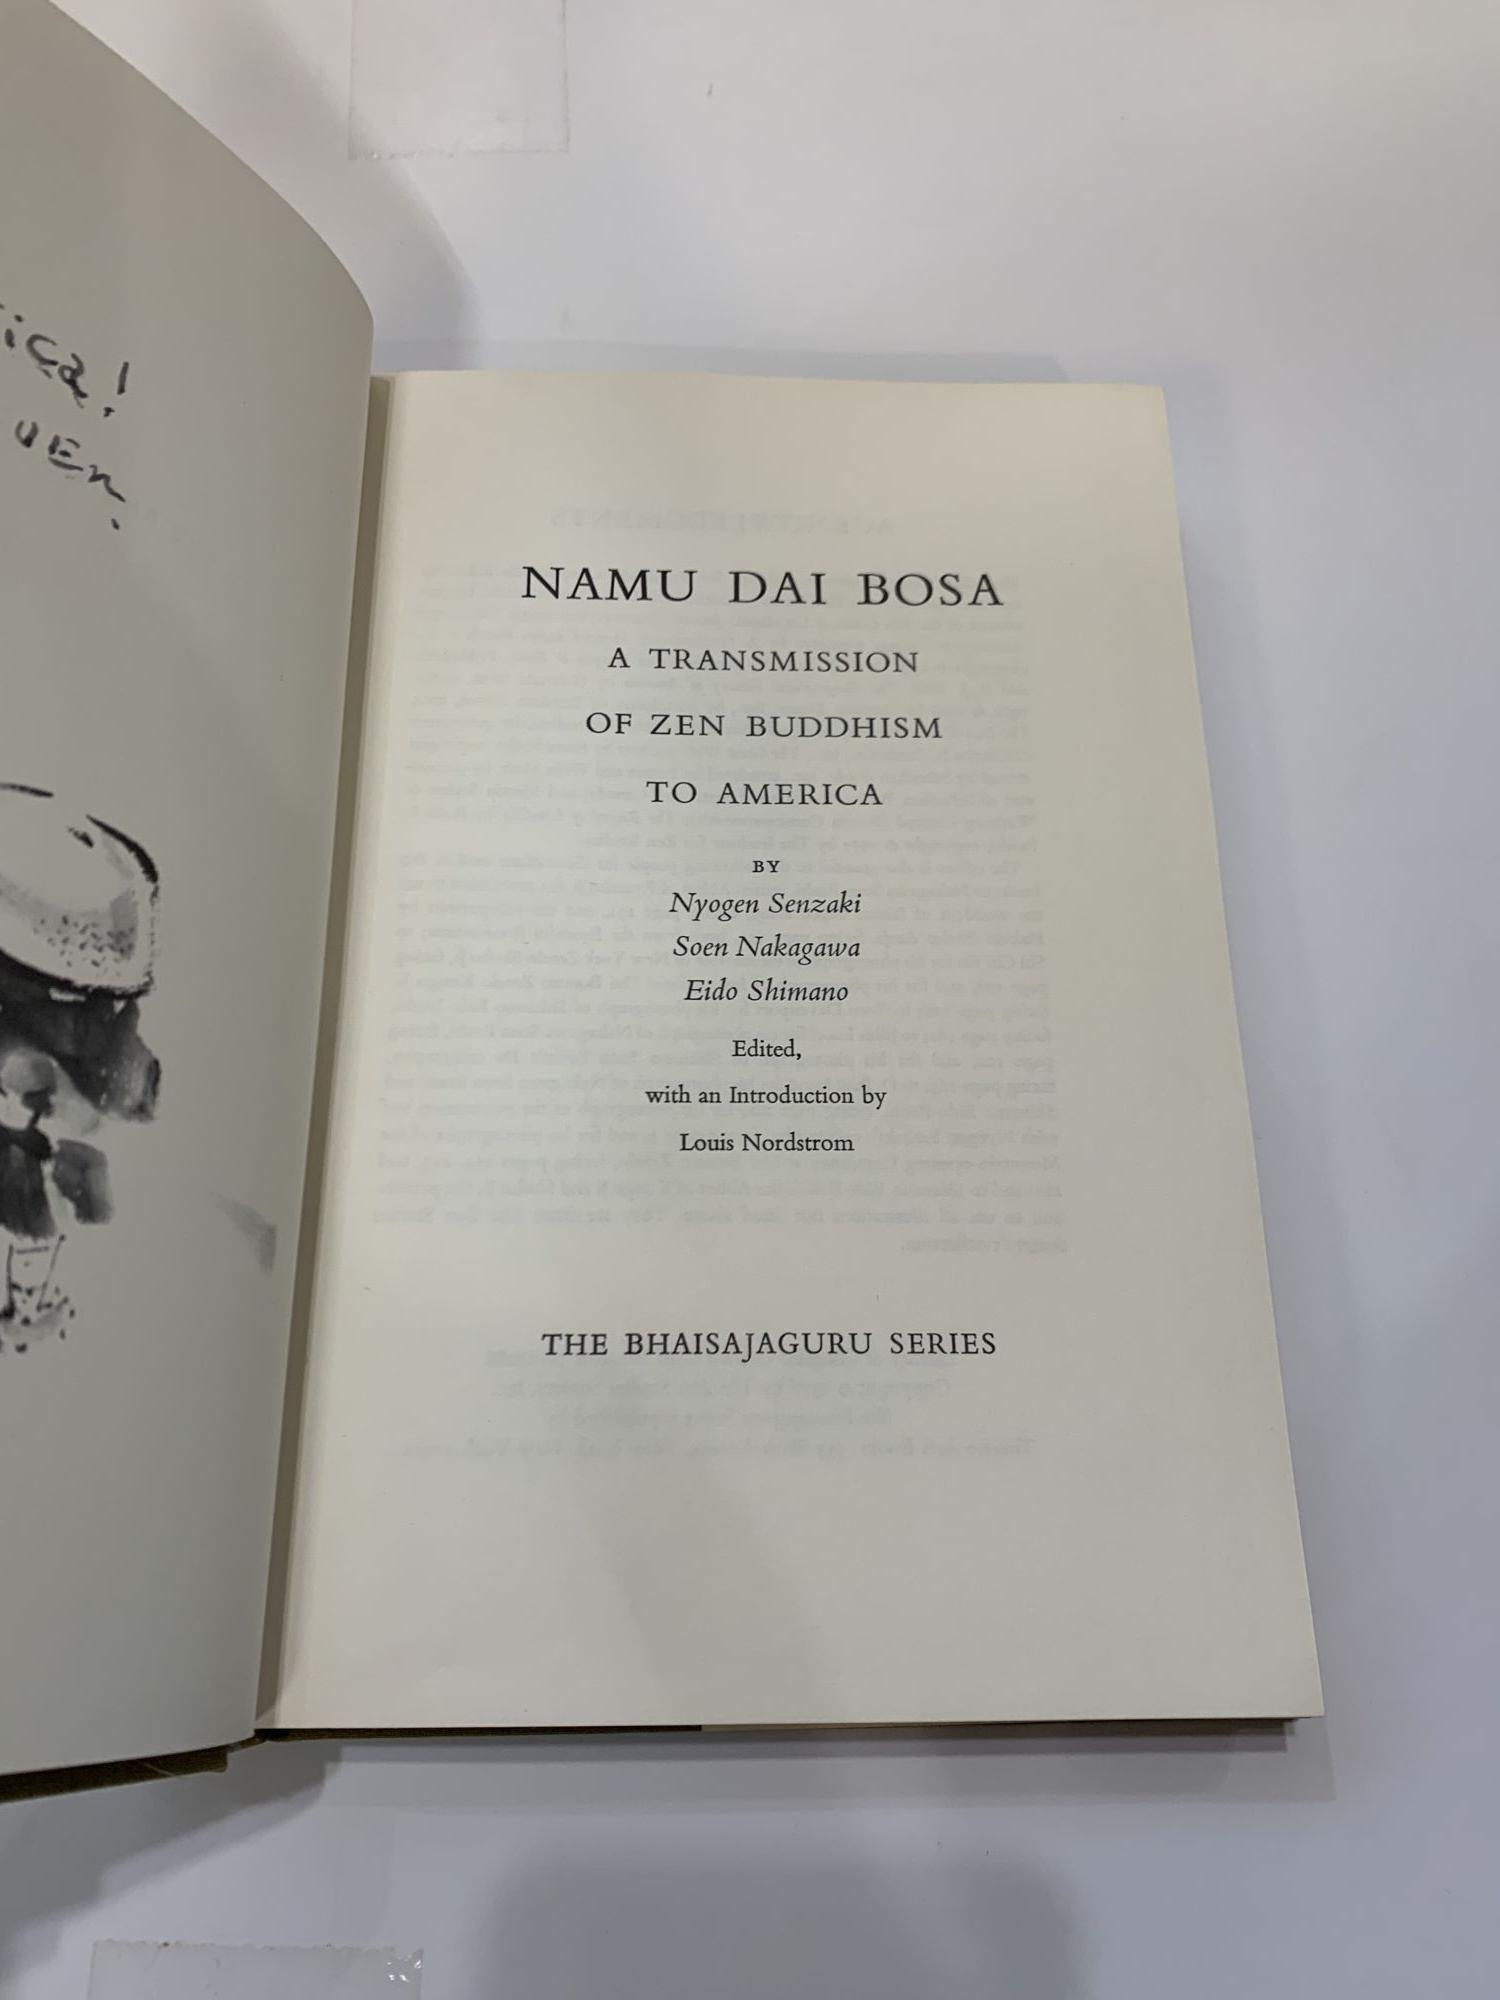 NAMU DAI BOSA
A TRANSMISSION
OF ZEN BUDDHISM
TO AMERICA
BY
Nyogen Senzaki
Soen Nakagawa
Eido Shimano
Edited,
with an Introduction by
Louis Nordstrom
THE BHAISAJAGURU SERIES